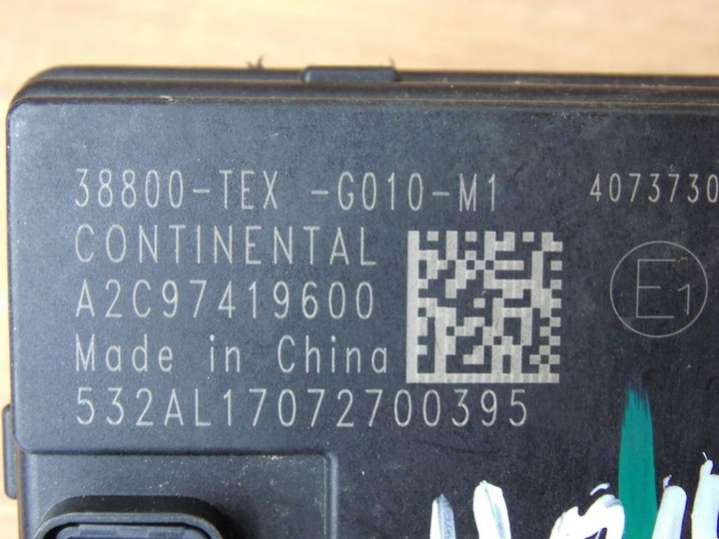 38800-TEX -G010-M1 4073730
CONTINENTAL
A2C97419600
E1
Made in China
532AL17072700395